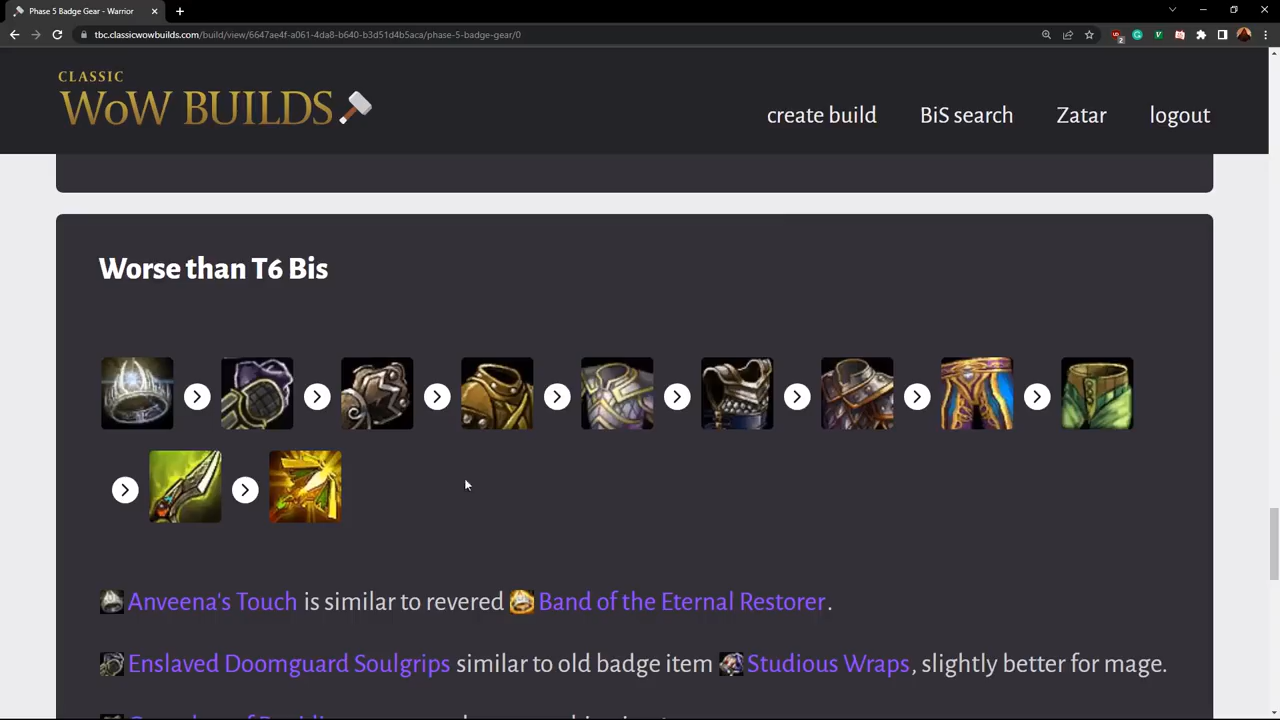 Phase 5 Badge Gear - Warrior
tbc.classicwowbuilds.com/build/view/6647ae4f-a061-4da8-b640-b3d51d4b5aca/phase-5-badge-gear/0
2
CLASSIC
WoW BUILDS
create build
BiS search
Zatar
logout
Worse than T6 Bis
Anveena's Touch is similar to revered Band of the Eternal Restorer.
Enslaved Doomguard Soulgrips similar to old badge item Studious Wraps, slightly better for mage.